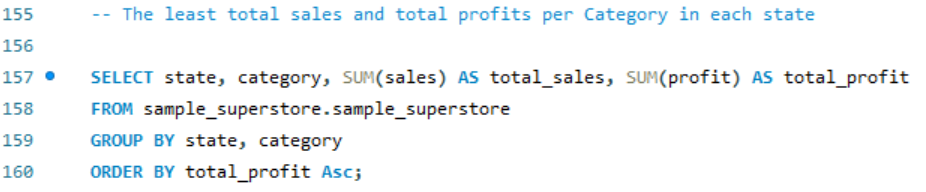 155 -- The least total sales and total profits per Category in each state
156
157 SELECT state, category, SUM(sales) AS total_sales, SUM(profit) AS total_profit
158 FROM sample_superstore.sample_superstore
159 GROUP BY state, category
160 ORDER BY total_profit Asc;